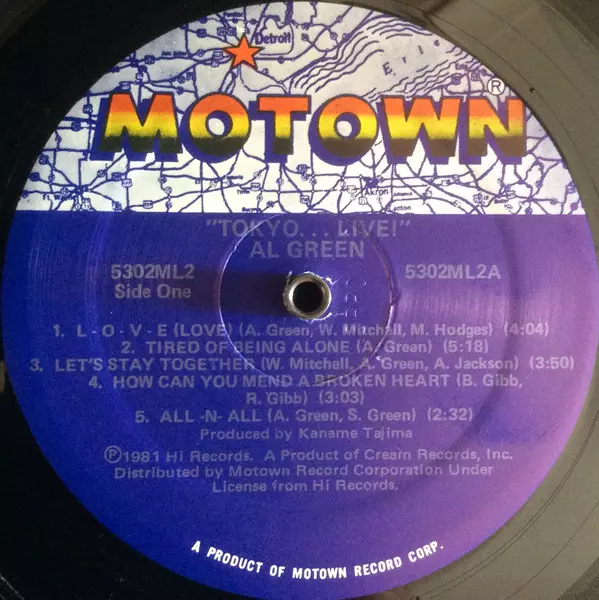 Detroit
Erie
MOTOWN®
Akron
Canton
"TOKYO...LIVE!"
AL GREEN
5302ML2
Side One
5302ML2A
1. L-O-V-E (LOVE) (A. Green, W. Mitchell, M. Hodges) (4:04)
2. TIRED OF BEING ALONE (A. Green) (5:18)
3. LET'S STAY TOGETHER (W. Mitchell, A. Green, A. Jackson) (3:50)
4. HOW CAN YOU MEND A BROKEN HEART (B. Gibb,
R. Gibb) (3:03)
5. ALL -N- ALL (A. Green, S. Green) (2:32)
Produced by Kaname Tajima
℗1981 Hi Records. A Product of Cream Records, Inc.
Distributed by Motown Record Corporation Under
License from Hi Records.
A PRODUCT OF MOTOWN RECORD CORP.